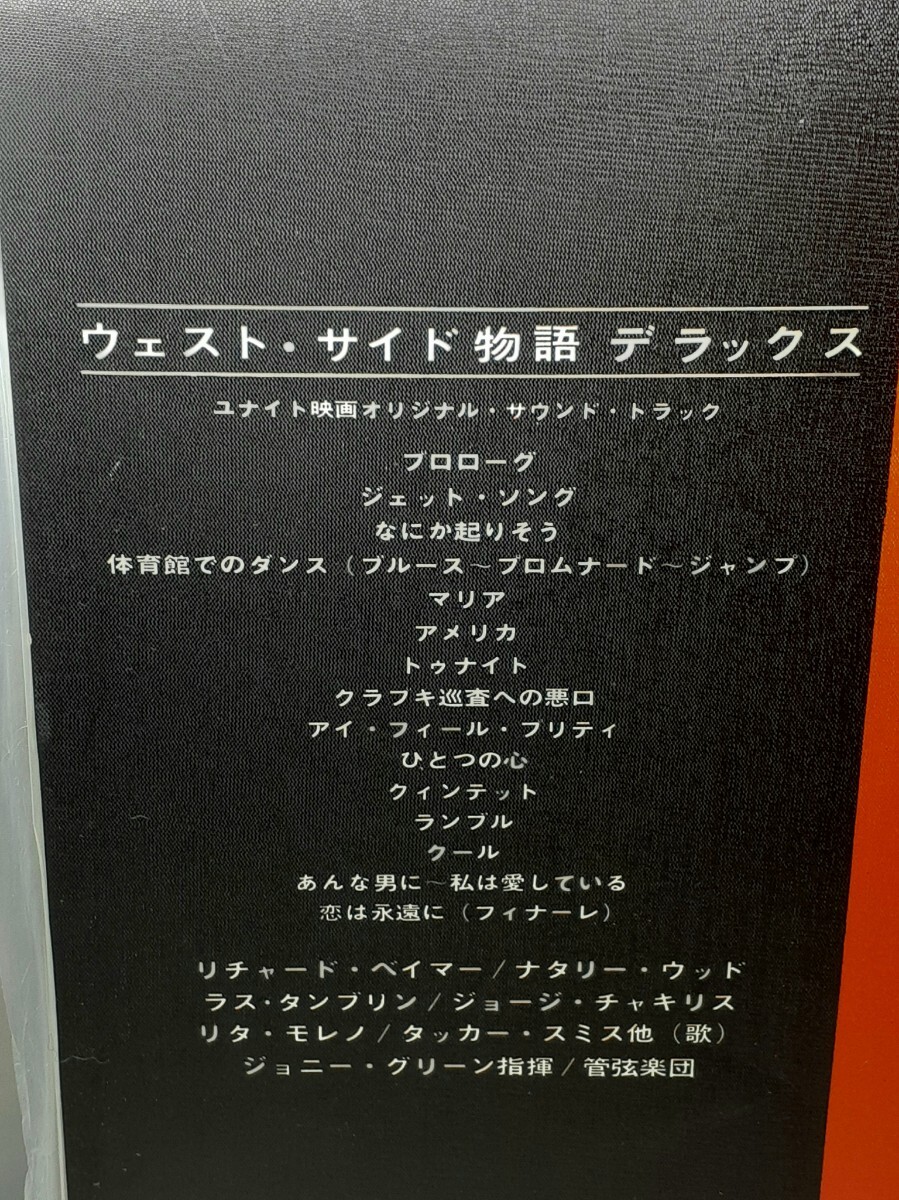 ウェスト・サイド物語 デラックス
ユナイト映画オリジナル・サウンド・トラック
プロローグ
ジェット・ソング
なにか起りそう
体育館でのダンス(ブルース～プロムナード～ジャンプ)
マリア
アメリカ
トゥナイト
クラプキ巡査への悪口
アイ・フィール・プリティ
ひとつの心
クィンテット
ランブル
クール
あんな男に～私は愛している
恋は永遠に(フィナーレ)
リチャード・ベイマー/ナタリー・ウッド
ラス・タンブリン/ジョージ・チャキリス
リタ・モレノ/タッカー・スミス他(歌)
ジョニー・グリーン指揮/管弦楽団